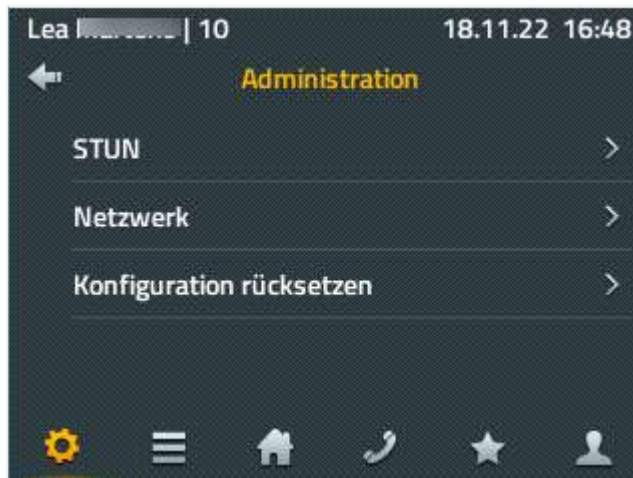 Lea | 10 18.11.22 16:48
Administration
STUN
Netzwerk
Konfiguration rücksetzen